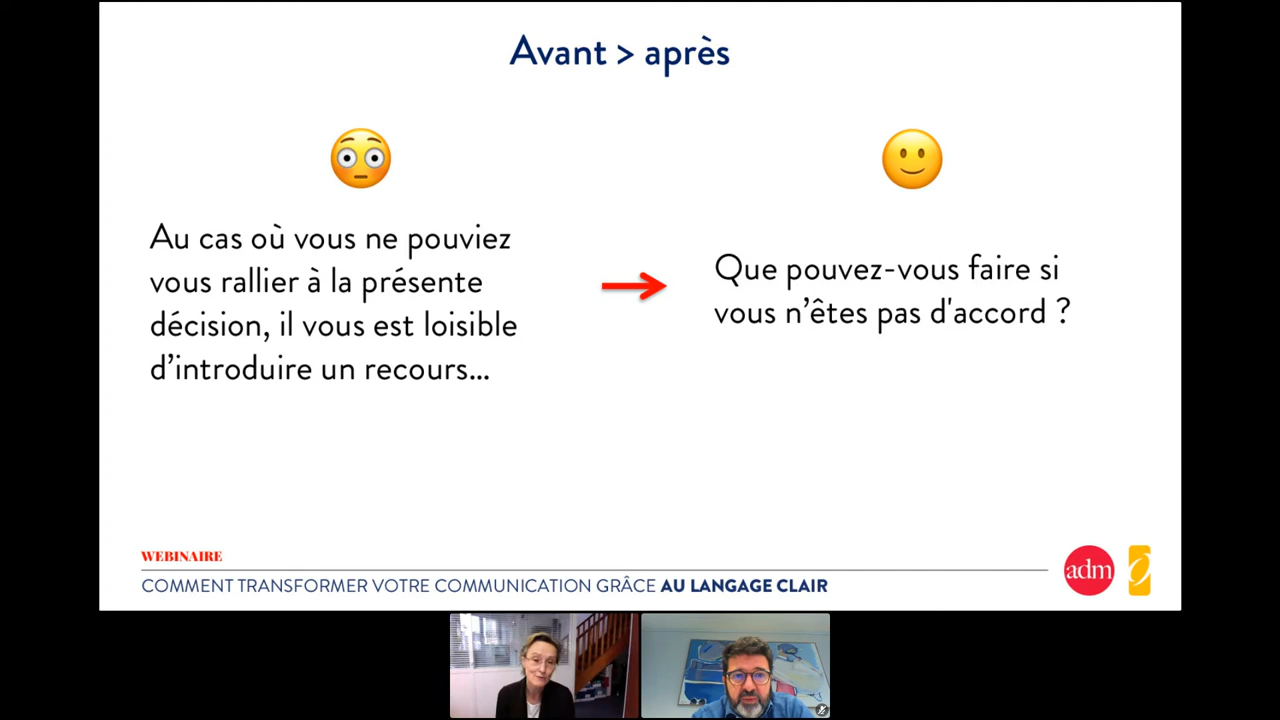 Avant > après
Au cas où vous ne pouviez
vous rallier à la présente
décision, il vous est loisible
d’introduire un recours...
Que pouvez-vous faire si
vous n’êtes pas d'accord ?
WEBINAIRE
COMMENT TRANSFORMER VOTRE COMMUNICATION GRÂCE AU LANGAGE CLAIR
adm